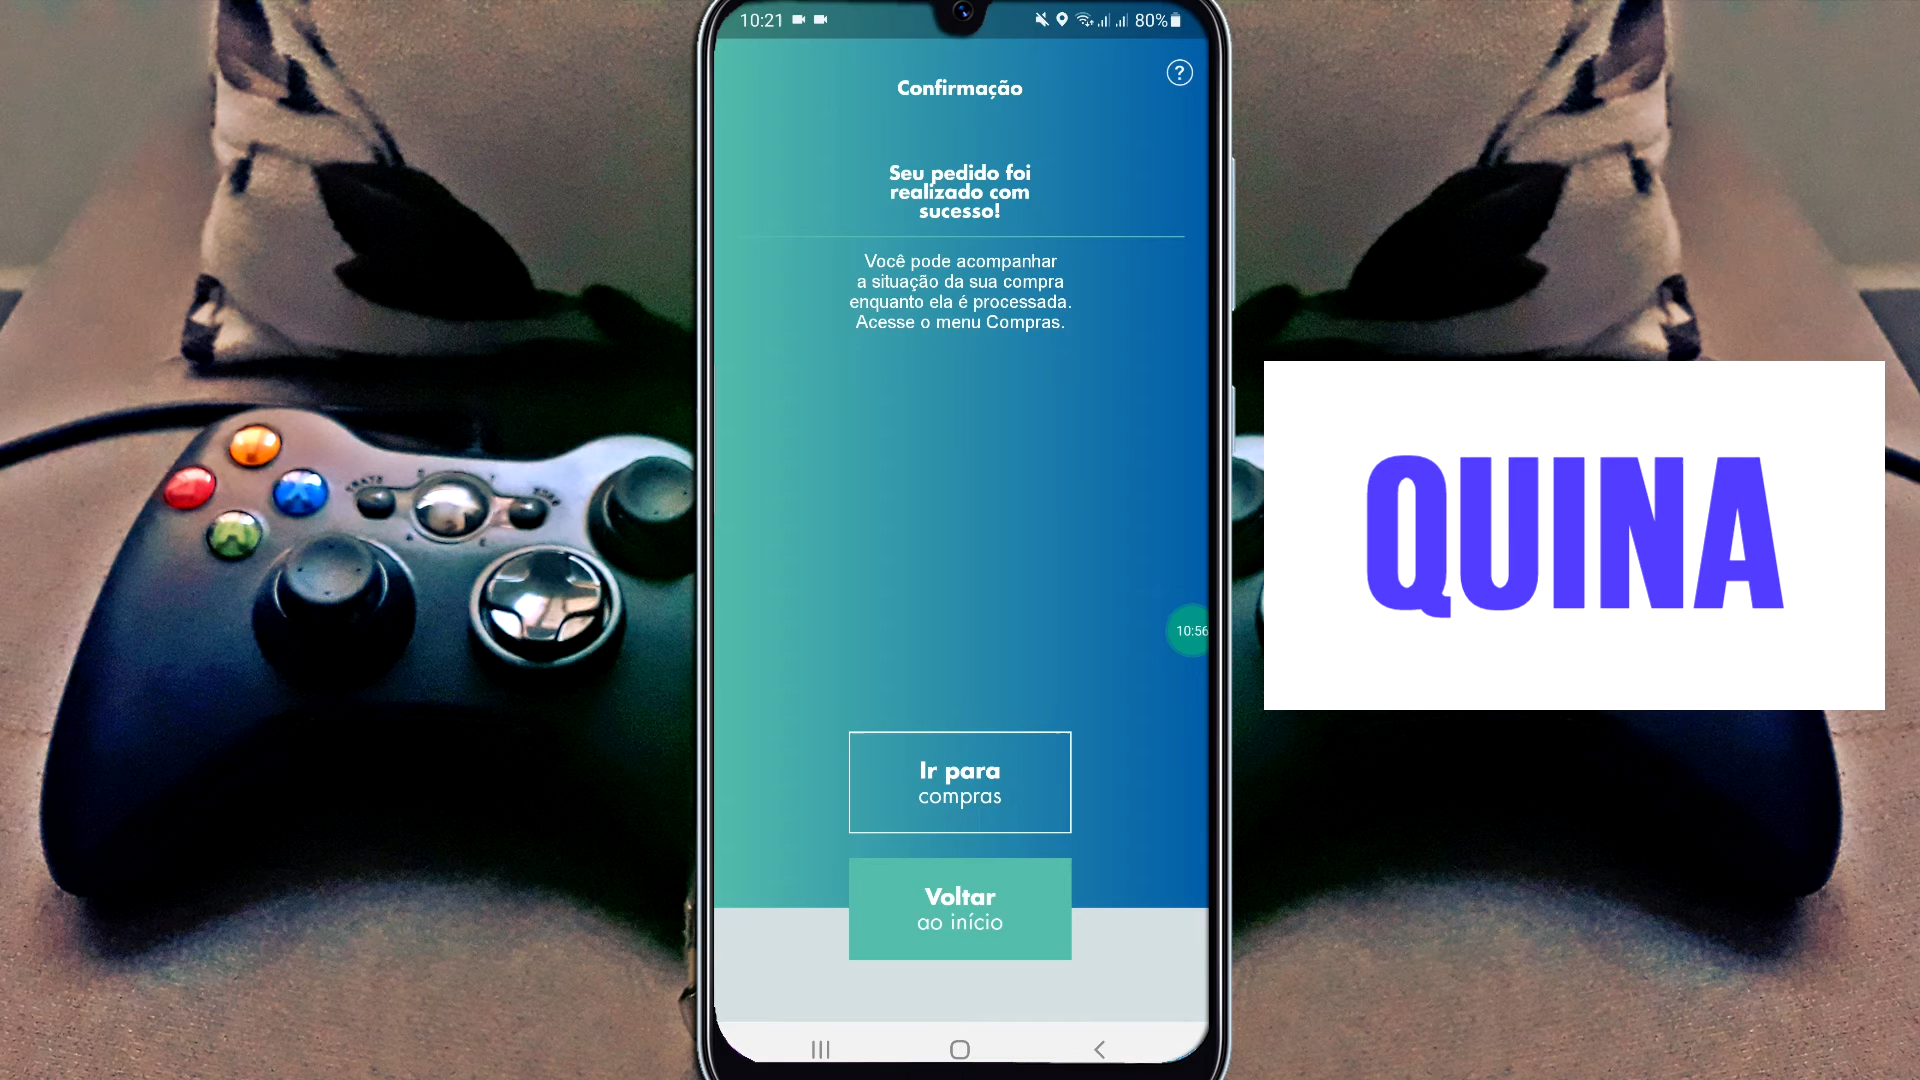 10:21
80%
?
Confirmação
Seu pedido foi
realizado com
sucesso!
Você pode acompanhar
a situação da sua compra
enquanto ela é processada.
Acesse o menu Compras.
10:56
QUINA
Ir para
compras
Voltar
ao início